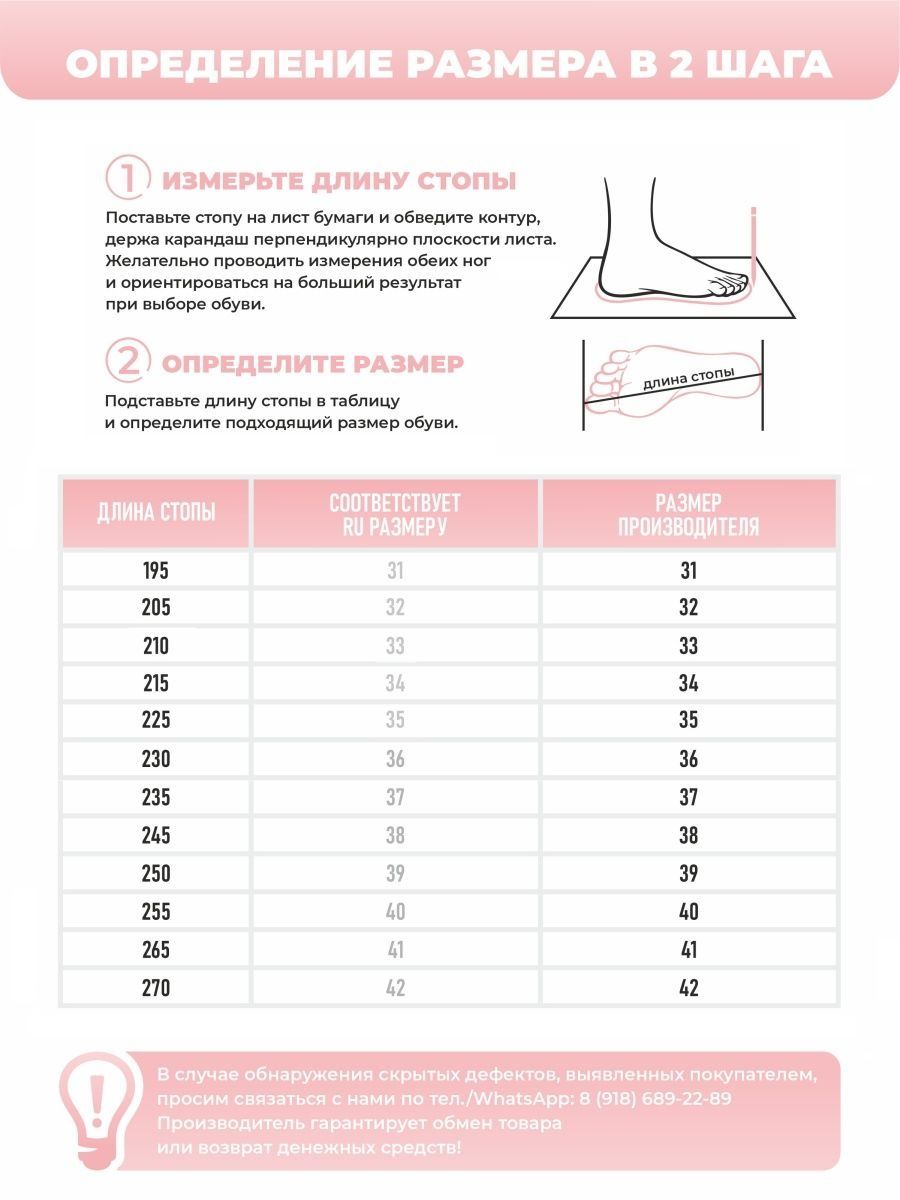 ОПРЕДЕЛЕНИЕ РАЗМЕРА В 2 ШАГА
1 ИЗМЕРЬТЕ ДЛИНУ СТОПЫ
Поставьте стопу на лист бумаги и обведите контур,
держа карандаш перпендикулярно плоскости листа.
Желательно проводить измерения обеих ног
и ориентироваться на больший результат
при выборе обуви.
2 ОПРЕДЕЛИТЕ РАЗМЕР
Подставьте длину стопы в таблицу
и определите подходящий размер обуви.
длина стопы
ДЛИНА СТОПЫ
СООТВЕТСТВУЕТ
RU РАЗМЕРУ
РАЗМЕР
ПРОИЗВОДИТЕЛЯ
195 31 31
205 32 32
210 33 33
215 34 34
225 35 35
230 36 36
235 37 37
245 38 38
250 39 39
255 40 40
265 41 41
270 42 42
В случае обнаружения скрытых дефектов, выявленных покупателем,
просим связаться с нами по тел./WhatsApp: 8 (918) 689-22-89
Производитель гарантирует обмен товара
или возврат денежных средств!